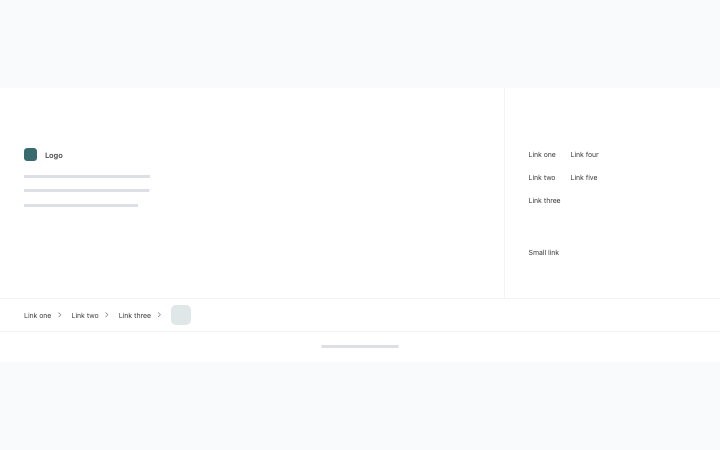 Logo
Link one Link four
Link two Link five
Link three
Small link
Link one Link two Link three